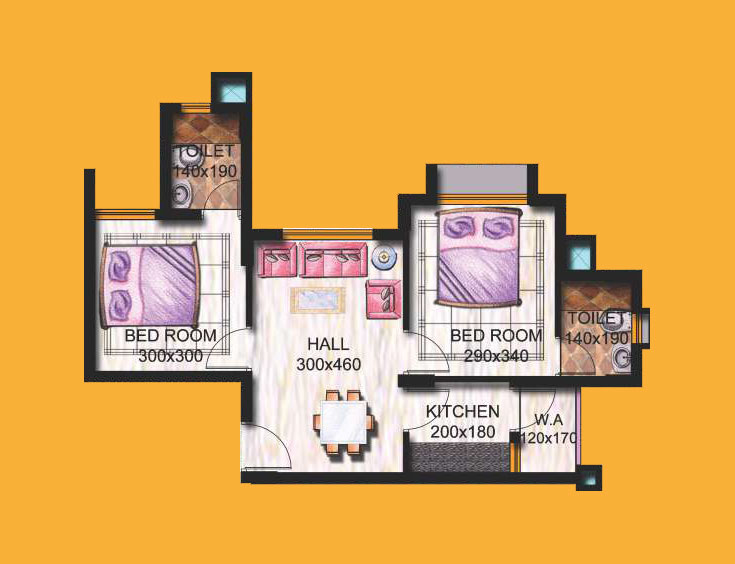 TOILET
140x190
BED ROOM
300x300
HALL
300x460
BED ROOM
290x340
TOILET
140x190
KITCHEN
200x180
W.A
120x170